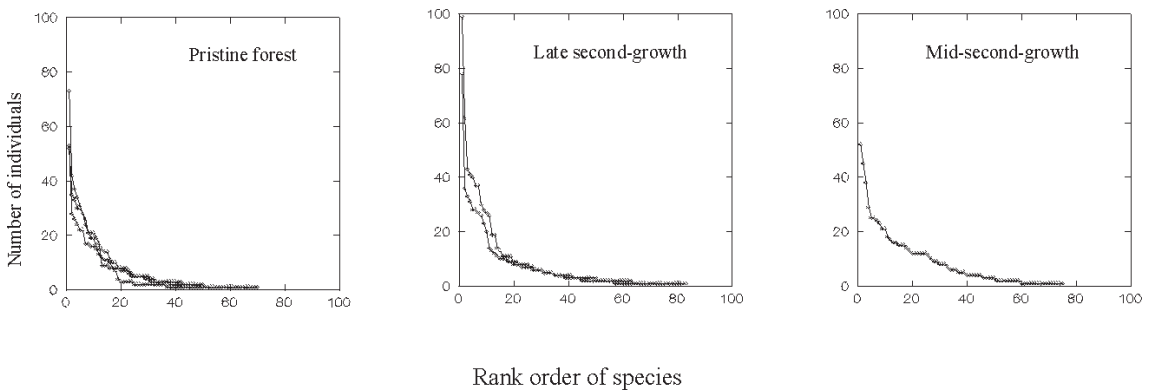 Pristine forest
Late second-growth
Mid-second-growth
Number of individuals
100
80
60
40
20
0
0 20 40 60 80 100
100
80
60
40
20
0
0 20 40 60 80 100
100
80
60
40
20
0
0 20 40 60 80 100
Rank order of species